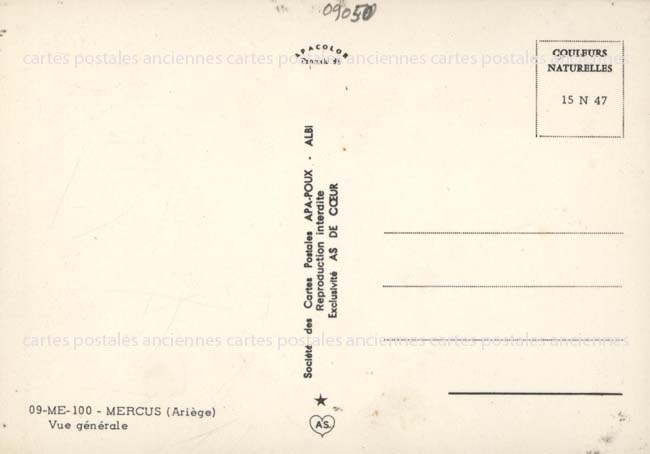 09050
APACOLOR
cartes postales anciennes cartes postales anciennes cartes postales anciennes
COULEURS
NATURELLES
15 N 47
Société des Cartes Postales APA-POUX - ALBI
Reproduction interdite
Exclusivité AS DE CŒUR
cartes postales anciennes cartes postales anciennes cartes postales anciennes
09-ME-100 - MERCUS (Ariège)
Vue générale
AS